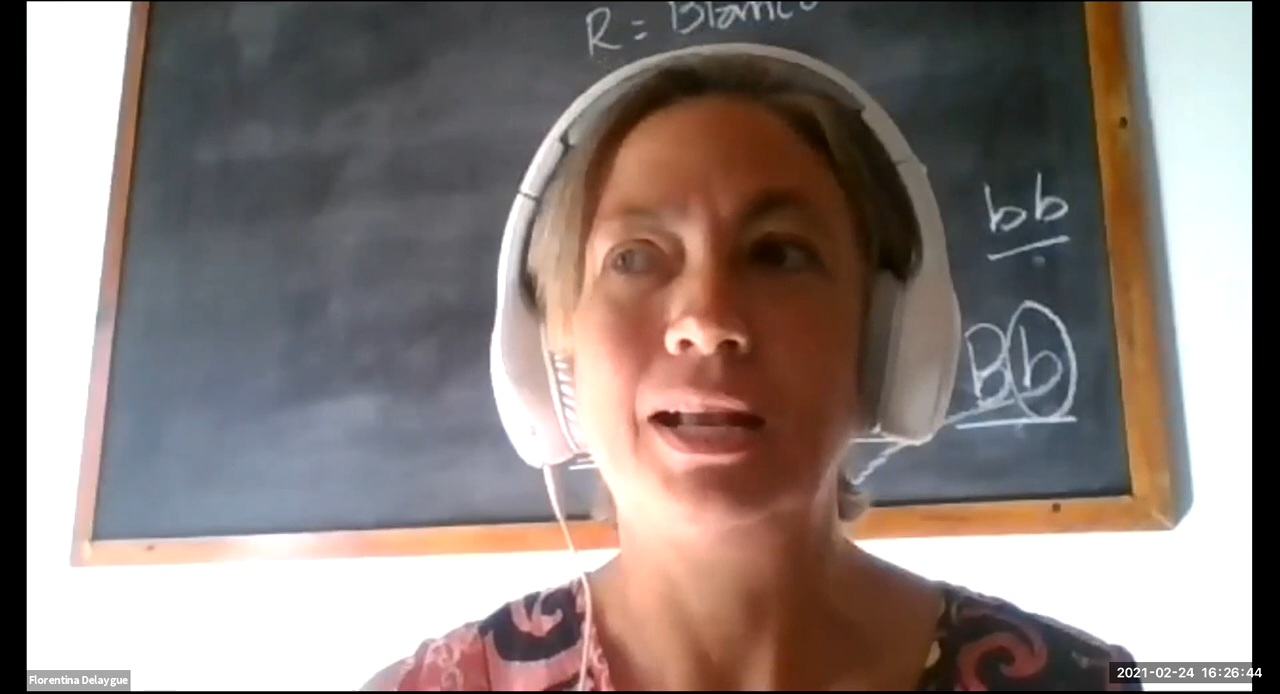 R = Blanco
bb
Bb
Florentina Delaygue
2021-02-24 16:26:44